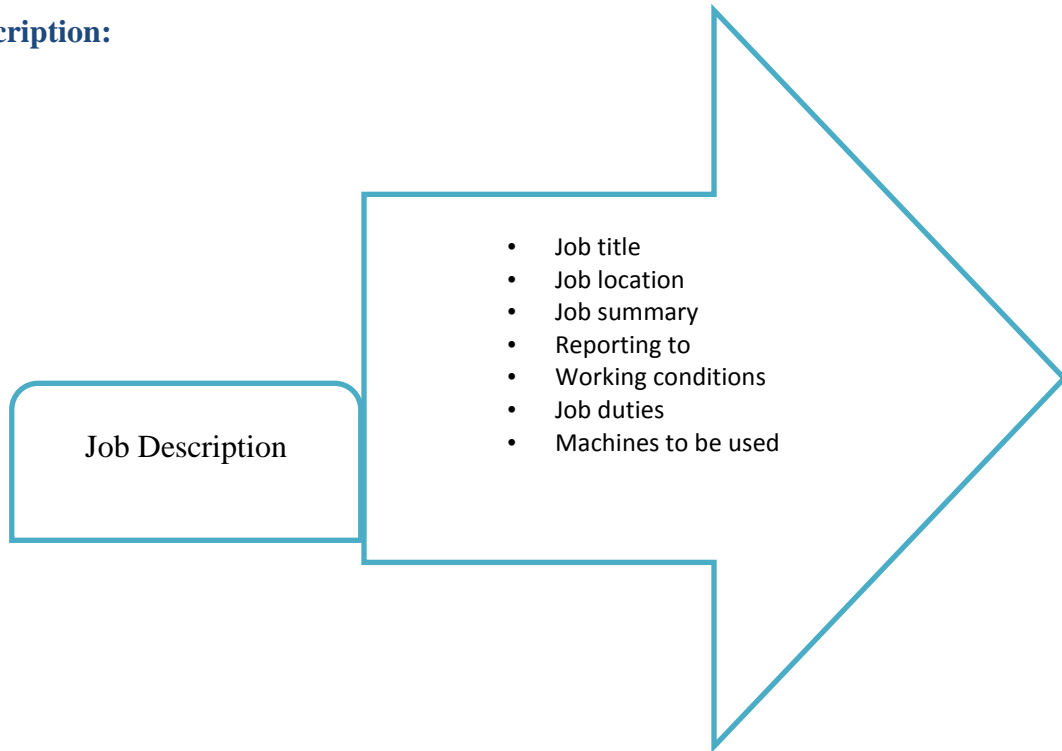 cription:
• Job title
• Job location
• Job summary
• Reporting to
• Working conditions
• Job duties
• Machines to be used
Job Description